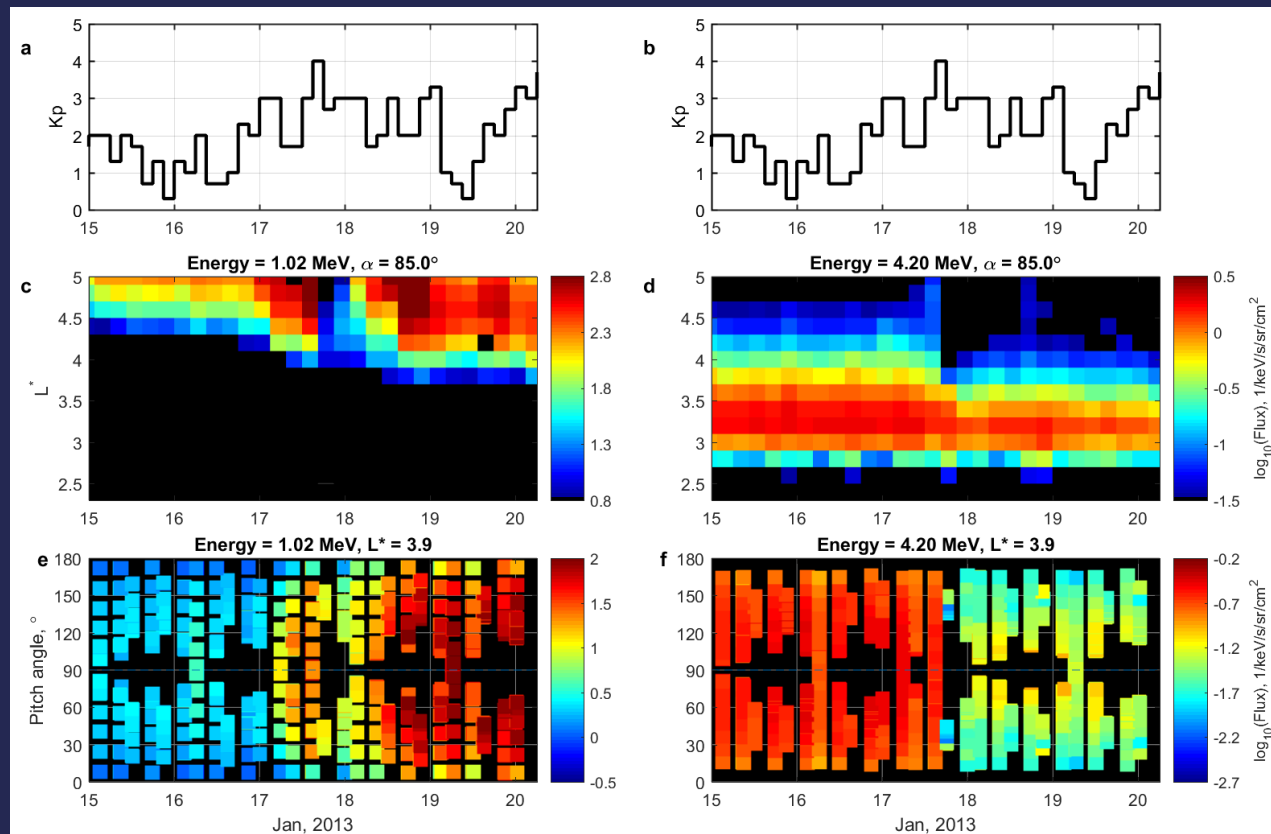 a
5
4
3
2
1
0
Kp
15 16 17 18 19 20
b
5
4
3
2
1
0
Kp
15 16 17 18 19 20
Energy = 1.02 MeV, α = 85.0°
c
5
4.5
4
3.5
3
2.5
L*
15 16 17 18 19 20
2.8
2.3
1.8
1.3
0.8
Energy = 4.20 MeV, α = 85.0°
d
5
4.5
4
3.5
3
2.5
15 16 17 18 19 20
0.5
0
-0.5
-1
-1.5
log10(Flux), 1/keV/s/sr/cm2
Energy = 1.02 MeV, L* = 3.9
e
180
150
120
90
60
30
0
Pitch angle, °
15 16 17 18 19 20
Jan, 2013
2
1.5
1
0.5
0
-0.5
Energy = 4.20 MeV, L* = 3.9
f
180
150
120
90
60
30
0
15 16 17 18 19 20
Jan, 2013
-0.2
-0.7
-1.2
-1.7
-2.2
-2.7
log10(Flux), 1/keV/s/sr/cm2